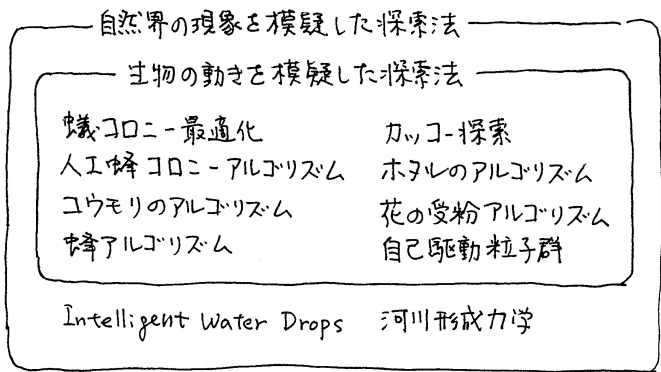 自然界の現象を模疑した探索法
生物の動きを模疑した探索法
蟻コロニー最適化 カッコー探索
人工蜂コロニーアルゴリズム ホタルのアルゴリズム
コウモリのアルゴリズム 花の受粉アルゴリズム
蜂アルゴリズム 自己駆動粒子群
Intelligent Water Drops 河川形成力学